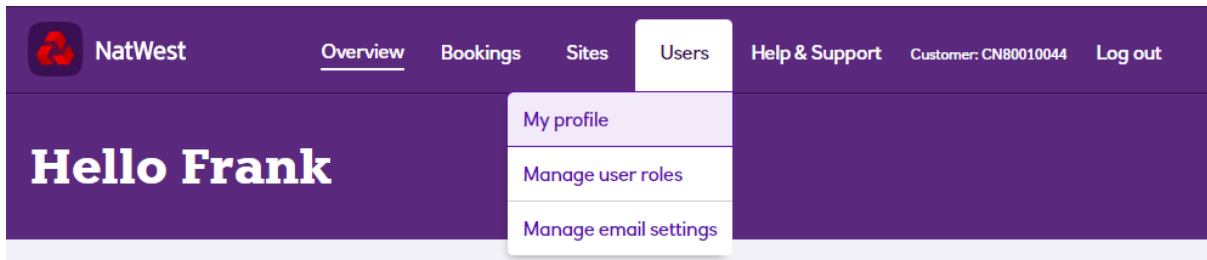 NatWest Overview Bookings Sites Users Help & Support Customer: CN80010044 Log out
My profile
Hello Frank
Manage user roles
Manage email settings